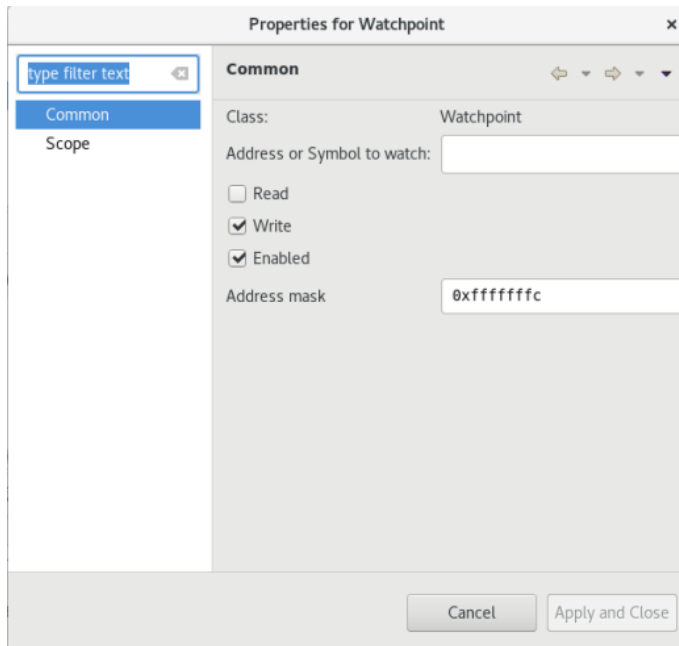 Properties for Watchpoint
type filter text
Common
Scope
Common
Class: Watchpoint
Address or Symbol to watch:
Read
Write
Enabled
Address mask 0xfffffffc
Cancel Apply and Close